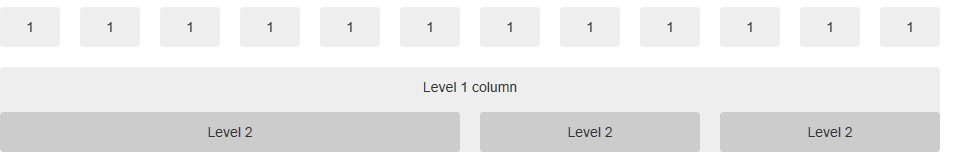 1 1 1 1 1 1 1 1 1 1 1 1
Level 1 column
Level 2 Level 2 Level 2